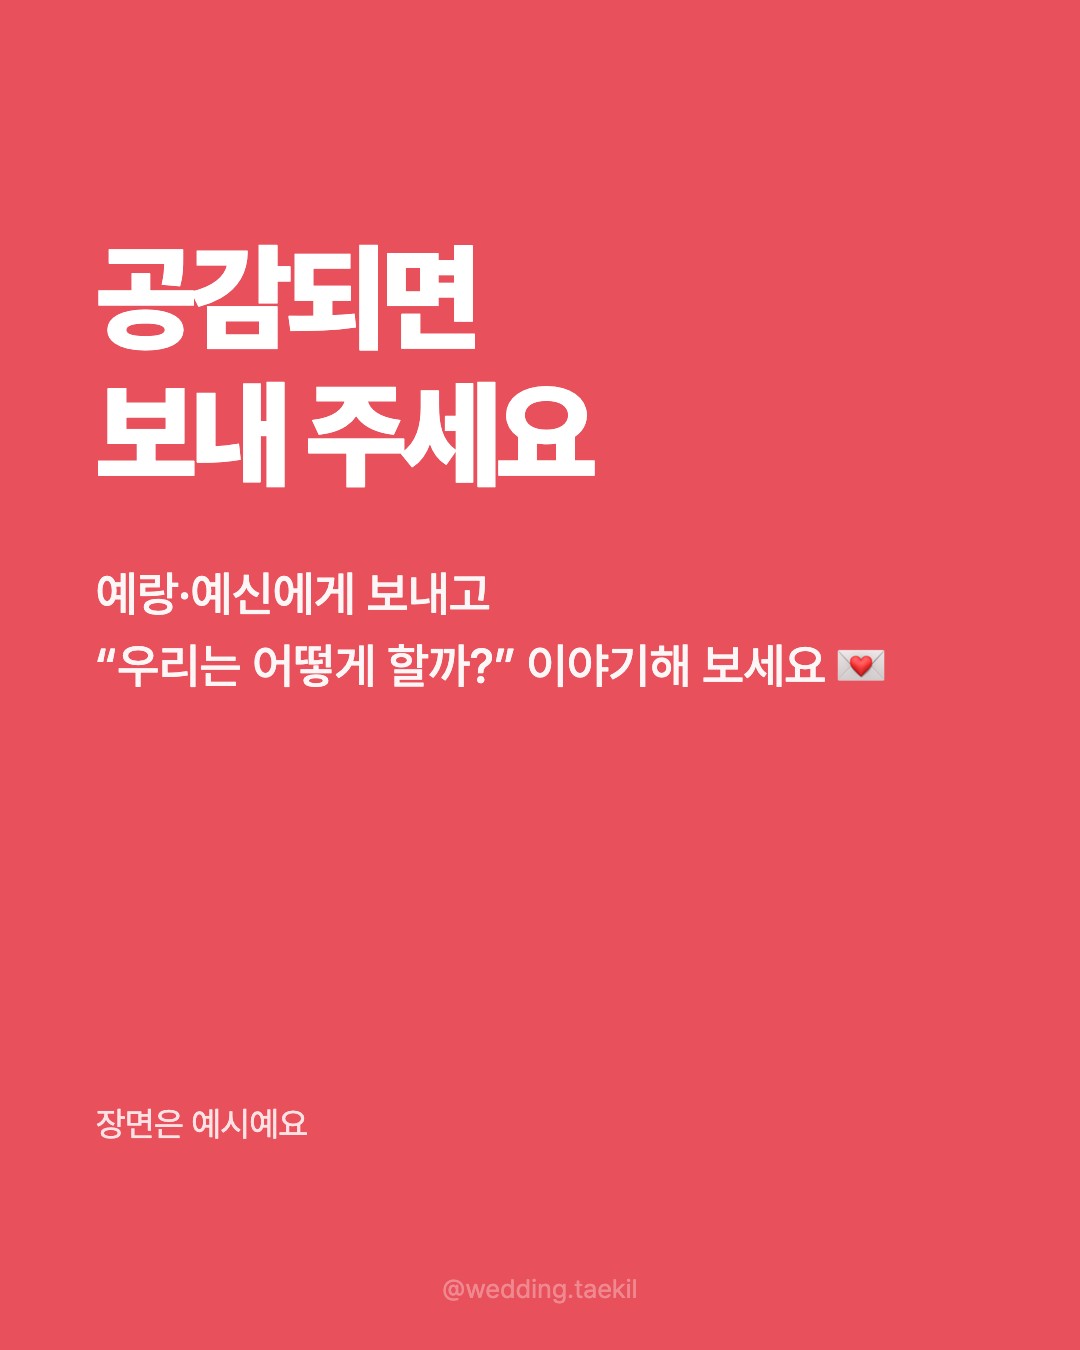 공감되면
보내 주세요
예랑·예신에게 보내고
“우리는 어떻게 할까?” 이야기해 보세요 💌
장면은 예시예요
@wedding.taekil